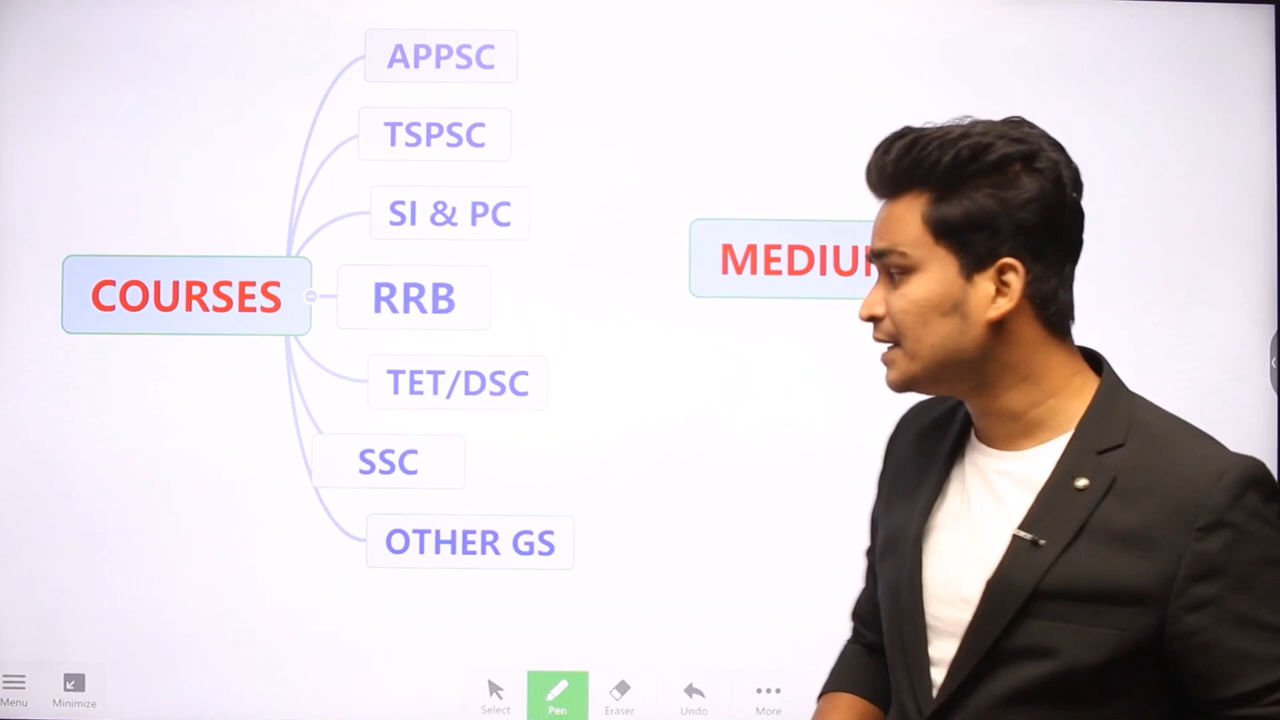 APPSC
TSPSC
SI & PC
COURSES
RRB
TET/DSC
SSC
OTHER GS
Menu
Minimize
Select
Pen
Eraser
Undo
More